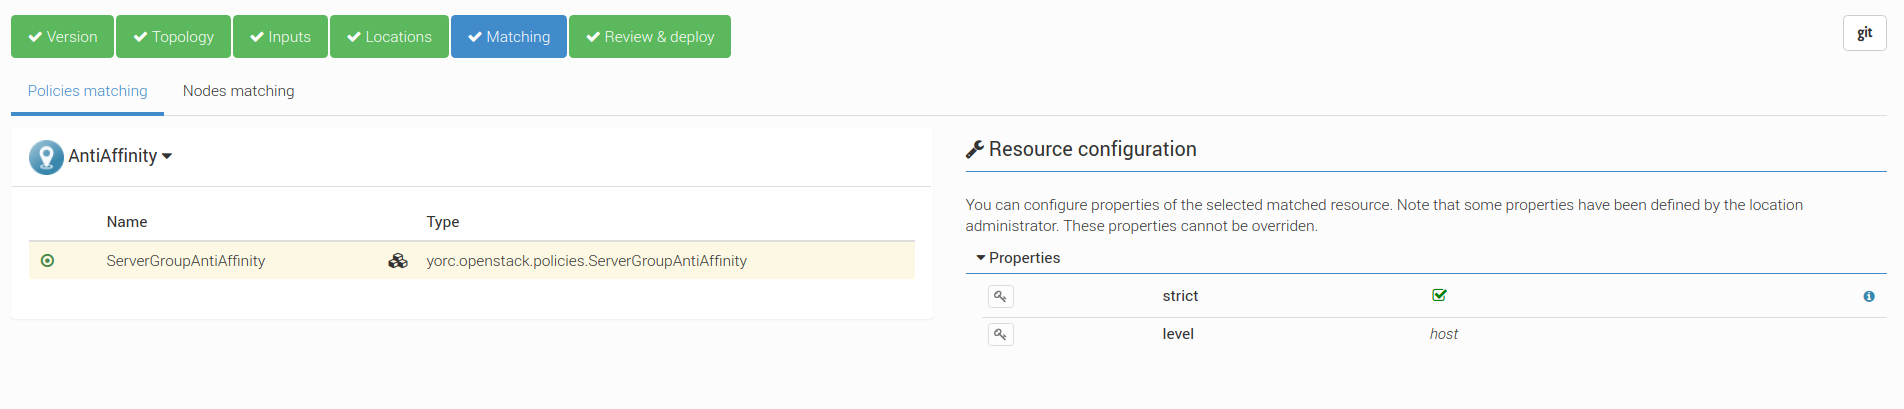 Version
Topology
Inputs
Locations
Matching
Review & deploy
git
Policies matching
Nodes matching
AntiAffinity
Name
Type
ServerGroupAntiAffinity
yorc.openstack.policies.ServerGroupAntiAffinity
Resource configuration
You can configure properties of the selected matched resource. Note that some properties have been defined by the location
administrator. These properties cannot be overriden.
Properties
strict
level
host